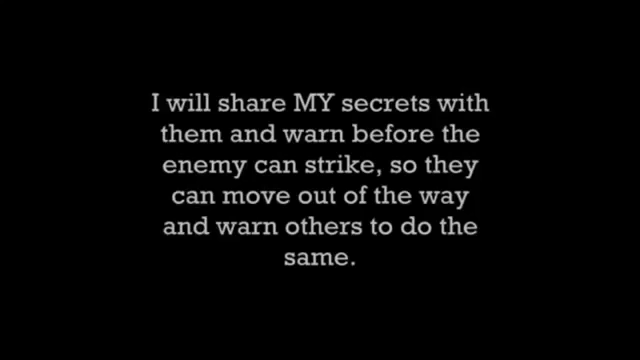 I will share MY secrets with
them and warn before the
enemy can strike, so they
can move out of the way
and warn others to do the
same.